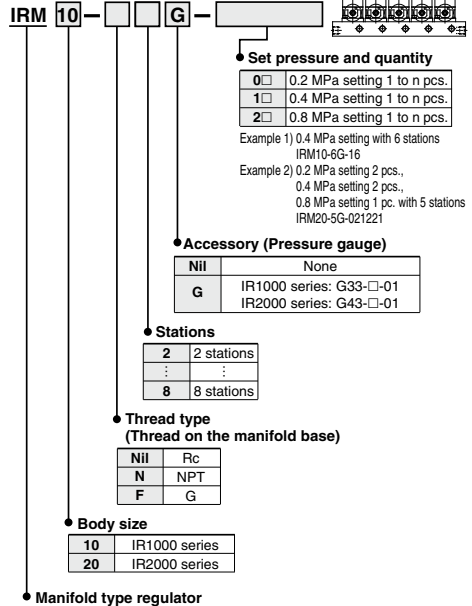 IRM 10 – □ □ G –
Set pressure and quantity
0□ 0.2 MPa setting 1 to n pcs.
1□ 0.4 MPa setting 1 to n pcs.
2□ 0.8 MPa setting 1 to n pcs.
Example 1) 0.4 MPa setting with 6 stations
IRM10-6G-16
Example 2) 0.2 MPa setting 2 pcs.,
0.4 MPa setting 2 pcs.,
0.8 MPa setting 1 pc. with 5 stations
IRM20-5G-021221
Accessory (Pressure gauge)
Nil None
G IR1000 series: G33-□-01
IR2000 series: G43-□-01
Stations
2 2 stations
⋮ ⋮
8 8 stations
Thread type
(Thread on the manifold base)
Nil Rc
N NPT
F G
Body size
10 IR1000 series
20 IR2000 series
Manifold type regulator